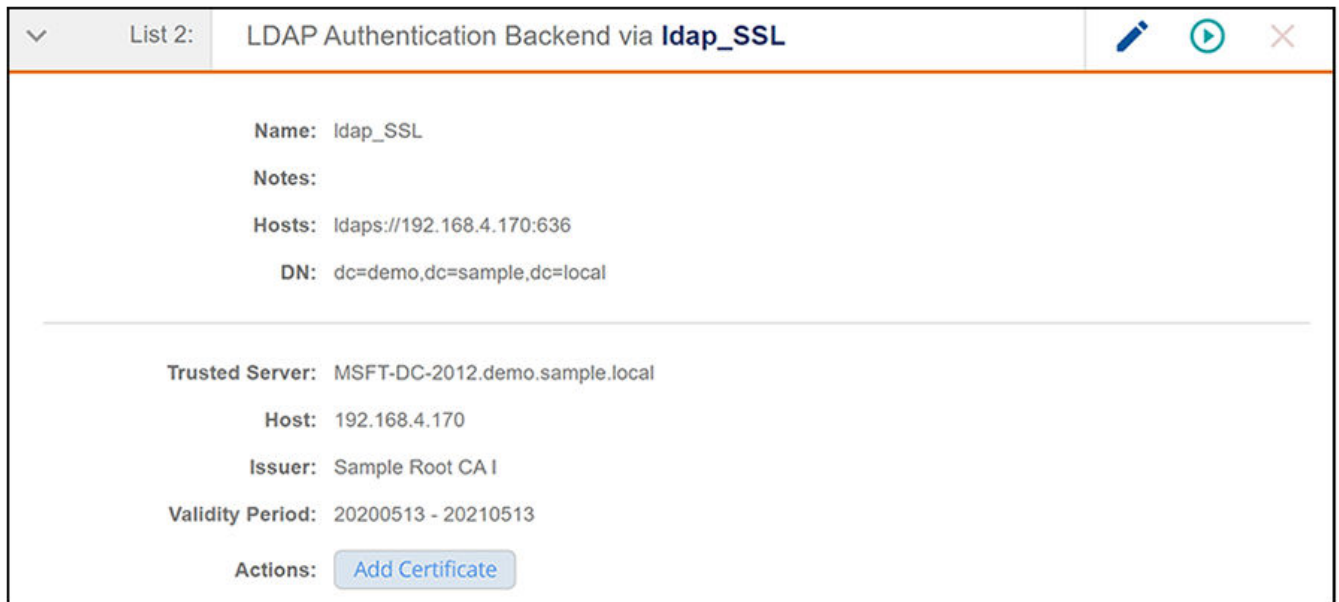 List 2: LDAP Authentication Backend via ldap_SSL
Name: ldap_SSL
Notes:
Hosts: ldaps://192.168.4.170:636
DN: dc=demo,dc=sample,dc=local
Trusted Server: MSFT-DC-2012.demo.sample.local
Host: 192.168.4.170
Issuer: Sample Root CA I
Validity Period: 20200513 - 20210513
Actions: Add Certificate